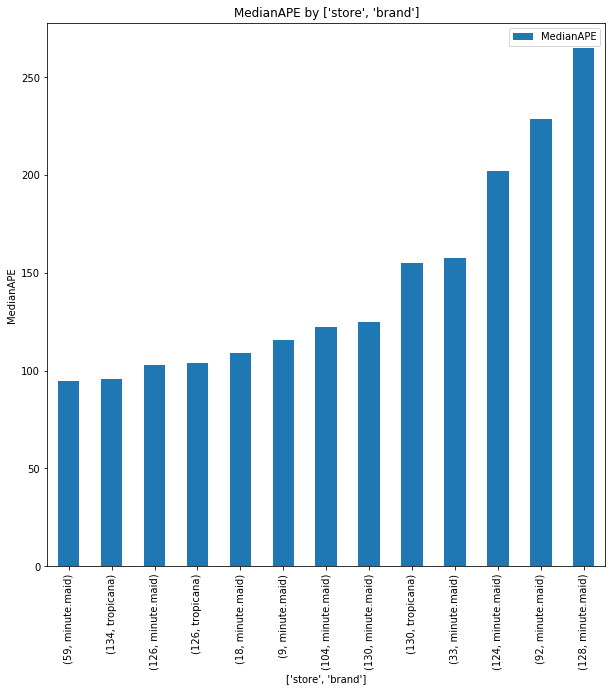 MedianAPE by ['store', 'brand']
MedianAPE
250
200
150
100
50
0
MedianAPE
(59, minute.maid)
(134, tropicana)
(126, minute.maid)
(126, tropicana)
(18, minute.maid)
(9, minute.maid)
(104, minute.maid)
(130, minute.maid)
(130, tropicana)
(33, minute.maid)
(124, minute.maid)
(92, minute.maid)
(128, minute.maid)
['store', 'brand']